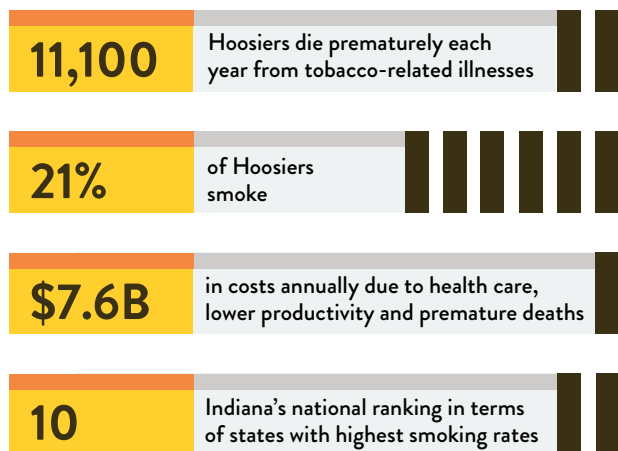 11,100
Hoosiers die prematurely each
year from tobacco-related illnesses
21%
of Hoosiers
smoke
$7.6B
in costs annually due to health care,
lower productivity and premature deaths
10
Indiana’s national ranking in terms
of states with highest smoking rates